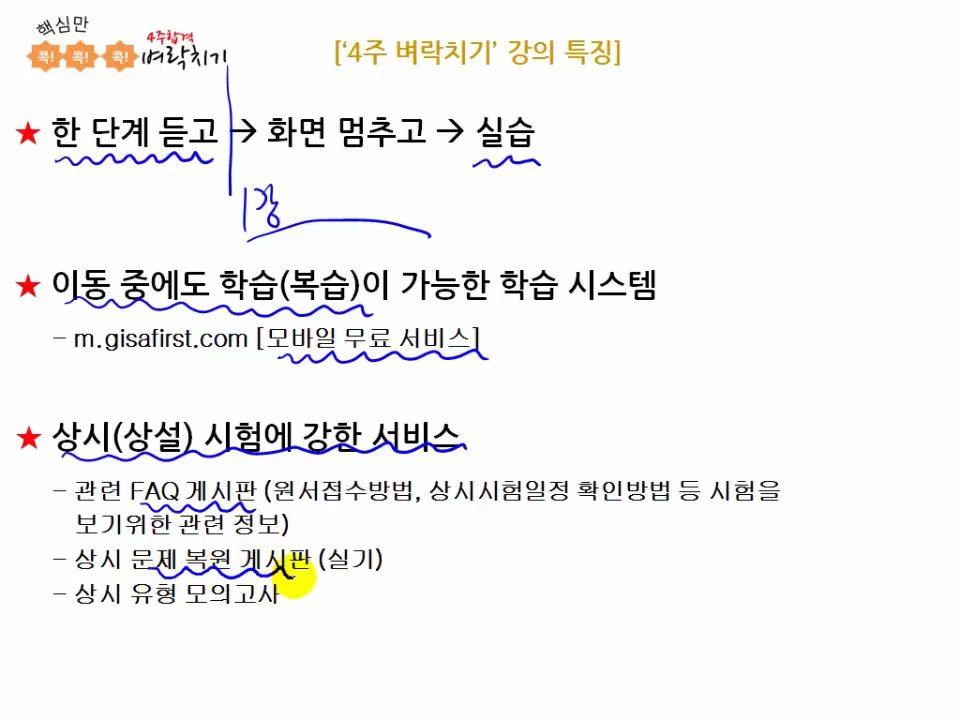 핵심만
콕! 콕! 콕! 4주합격 벼락치기
['4주 벼락치기' 강의 특징]
★ 한 단계 듣고 → 화면 멈추고 → 실습
1강
★ 이동 중에도 학습(복습)이 가능한 학습 시스템
- m.gisafirst.com [모바일 무료 서비스]
★ 상시(상설) 시험에 강한 서비스
- 관련 FAQ 게시판 (원서접수방법, 상시시험일정 확인방법 등 시험을
보기위한 관련 정보)
- 상시 문제 복원 게시판 (실기)
- 상시 유형 모의고사